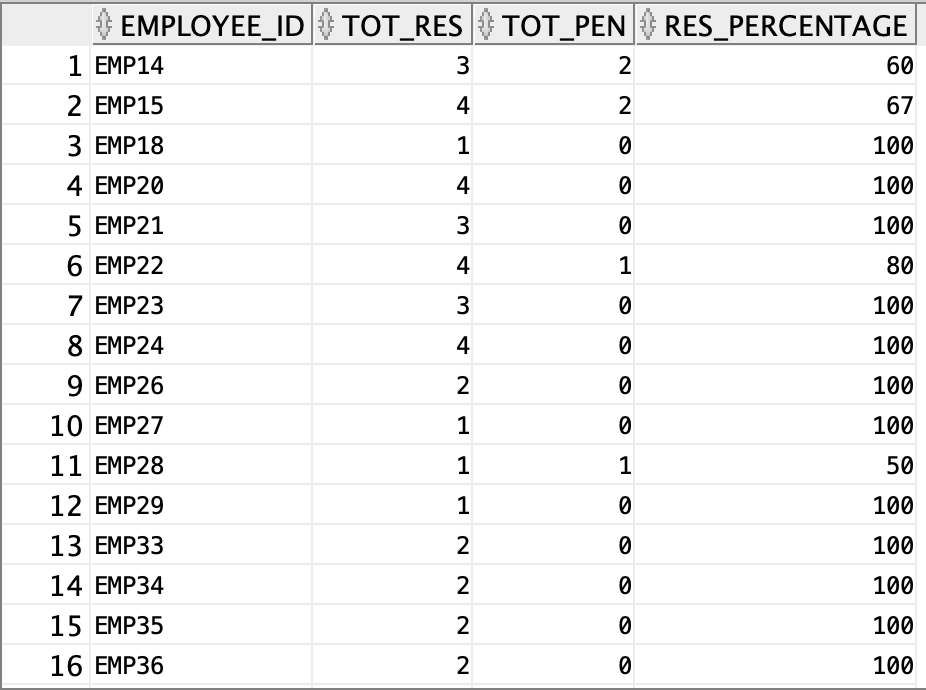 EMPLOYEE_ID TOT_RES TOT_PEN RES_PERCENTAGE
1 EMP14 3 2 60
2 EMP15 4 2 67
3 EMP18 1 0 100
4 EMP20 4 0 100
5 EMP21 3 0 100
6 EMP22 4 1 80
7 EMP23 3 0 100
8 EMP24 4 0 100
9 EMP26 2 0 100
10 EMP27 1 0 100
11 EMP28 1 1 50
12 EMP29 1 0 100
13 EMP33 2 0 100
14 EMP34 2 0 100
15 EMP35 2 0 100
16 EMP36 2 0 100